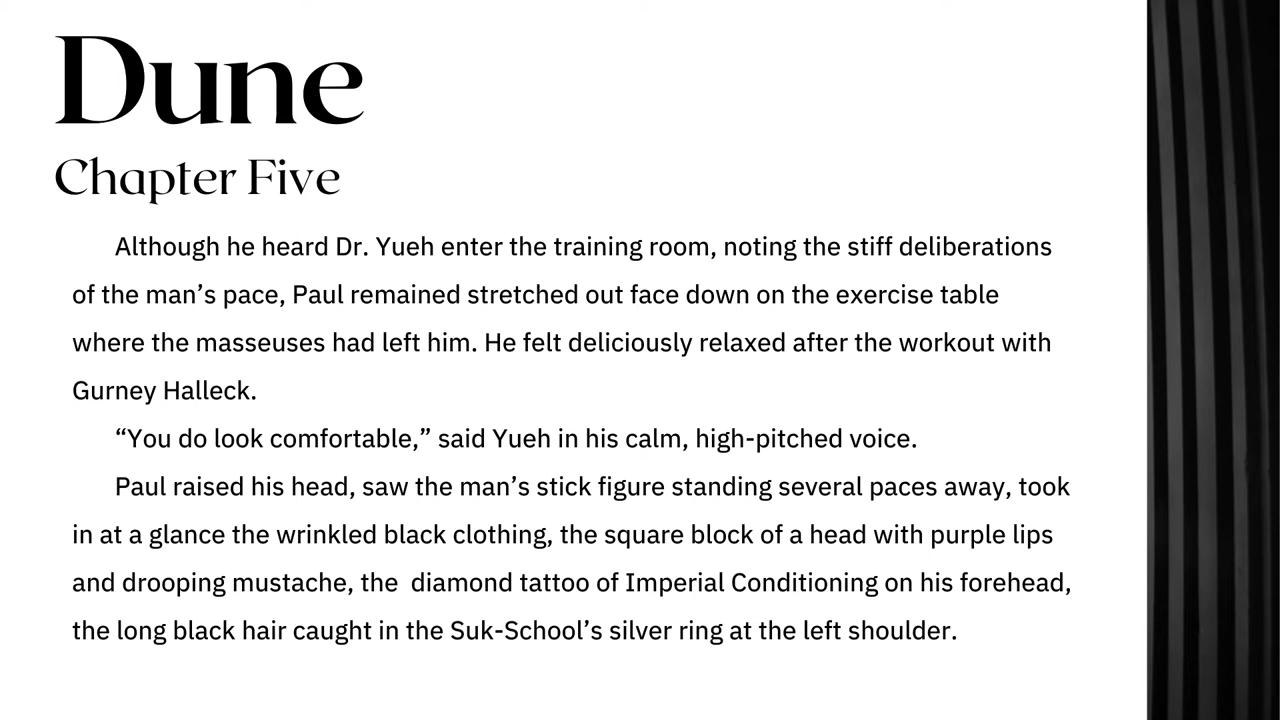 Dune
Chapter Five
Although he heard Dr. Yueh enter the training room, noting the stiff deliberations
of the man’s pace, Paul remained stretched out face down on the exercise table
where the masseuses had left him. He felt deliciously relaxed after the workout with
Gurney Halleck.
“You do look comfortable,” said Yueh in his calm, high-pitched voice.
Paul raised his head, saw the man’s stick figure standing several paces away, took
in at a glance the wrinkled black clothing, the square block of a head with purple lips
and drooping mustache, the  diamond tattoo of Imperial Conditioning on his forehead,
the long black hair caught in the Suk-School’s silver ring at the left shoulder.